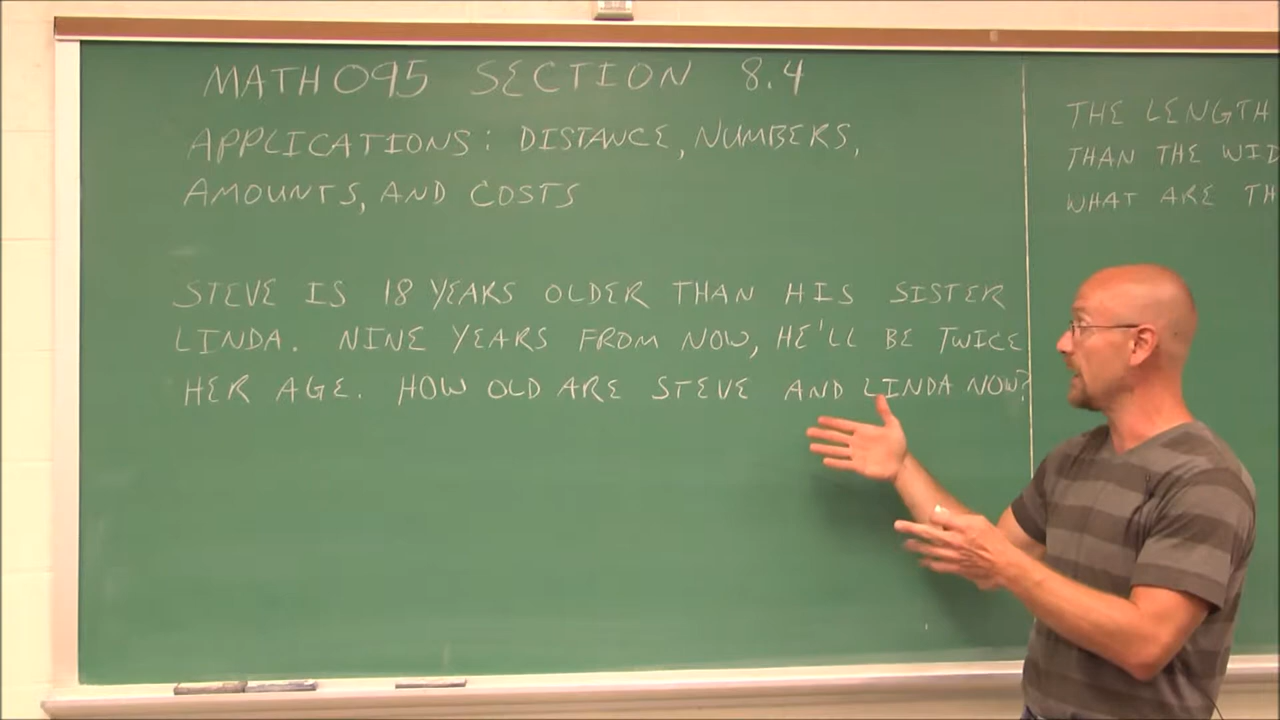 MATH 095 SECTION 8.4
APPLICATIONS: DISTANCE, NUMBERS,
AMOUNTS, AND COSTS
STEVE IS 18 YEARS OLDER THAN HIS SISTER
LINDA. NINE YEARS FROM NOW, HE'LL BE TWICE
HER AGE. HOW OLD ARE STEVE AND LINDA NOW?
THE LENGTH
THAN THE WID
WHAT ARE TH